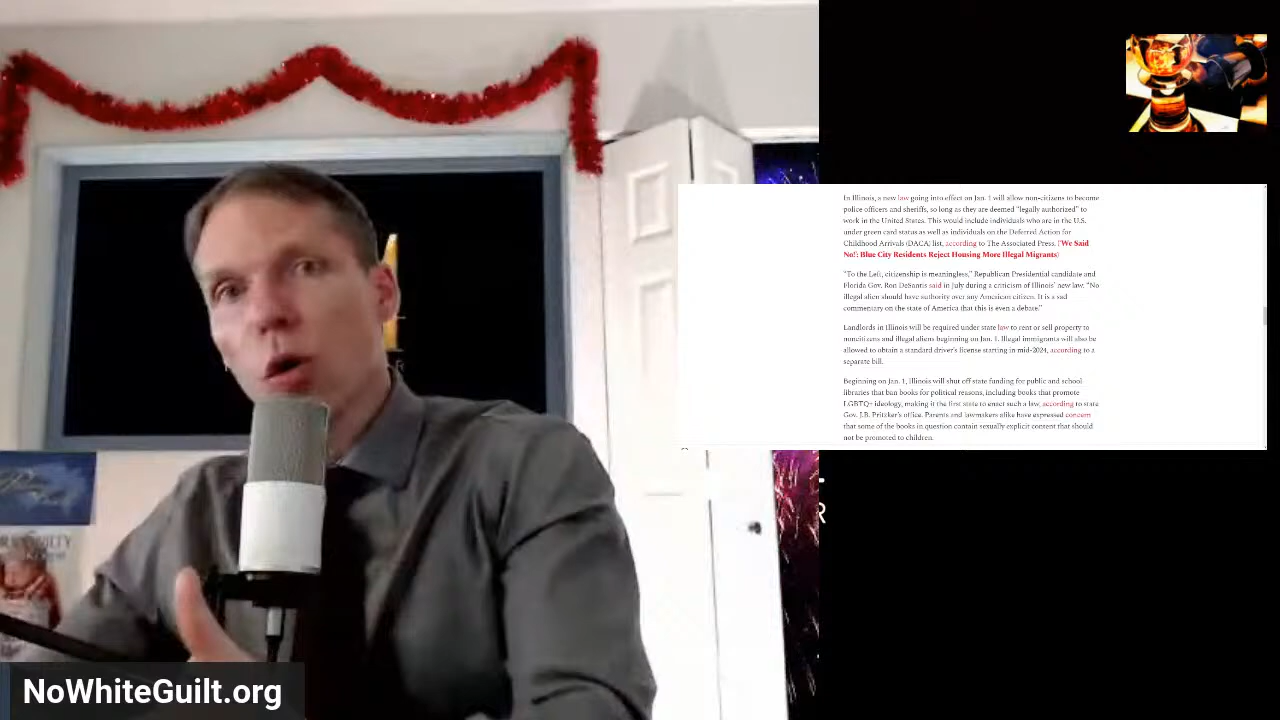 In Illinois, a new law going into effect on Jan. 1 will allow non-citizens to become
police officers and sheriffs, so long as they are deemed "legally authorized" to
work in the United States. This would include individuals who are in the U.S.
under green card status as well as individuals on the Deferred Action for
Childhood Arrivals (DACA) list, according to The Associated Press. ('We Said
No!': Blue City Residents Reject Housing More Illegal Migrants)
"To the Left, citizenship is meaningless," Republican Presidential candidate and
Florida Gov. Ron DeSantis said in July during a criticism of Illinois' new law. "No
illegal alien should have authority over any American citizen. It is a sad
commentary on the state of America that this is even a debate."
Landlords in Illinois will be required under state law to rent or sell property to
noncitizens and illegal aliens beginning on Jan. 1. Illegal immigrants will also be
allowed to obtain a standard driver's license starting in mid-2024, according to a
separate bill.
Beginning on Jan. 1, Illinois will shut off state funding for public and school
libraries that ban books for political reasons, including books that promote
LGBTQ+ ideology, making it the first state to enact such a law, according to state
Gov. J.B. Pritzker's office. Parents and lawmakers alike have expressed concern
that some of the books in question contain sexually explicit content that should
not be promoted to children.
R
NoWhiteGuilt.org